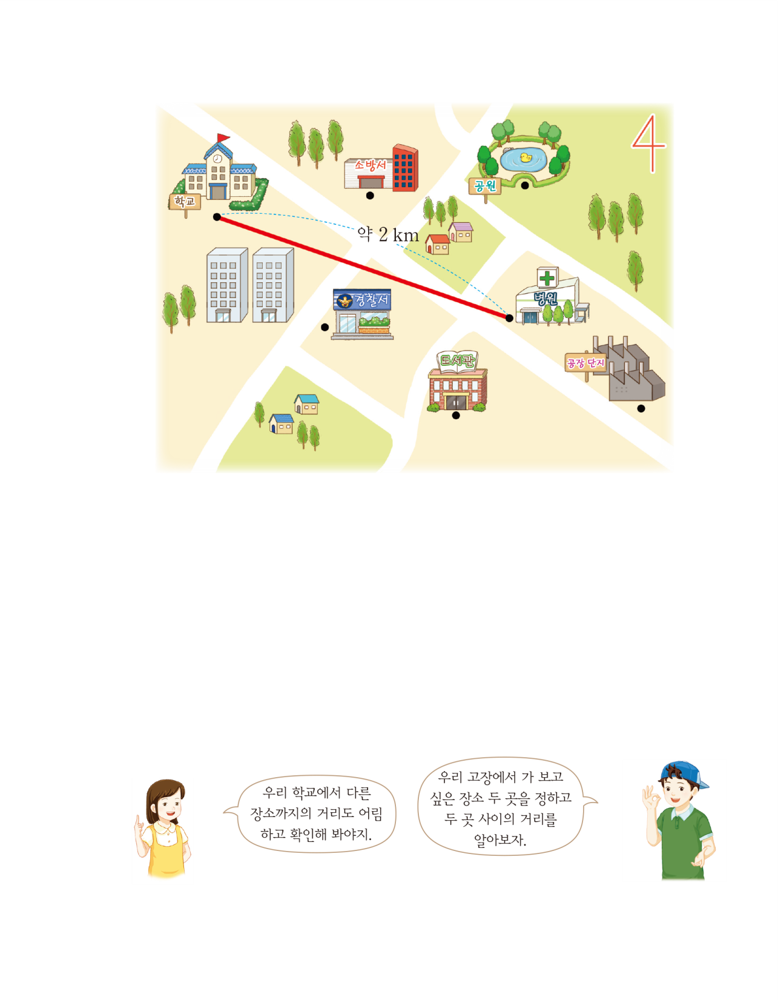 4
소방서
공원
학교
약 2 km
병원
경찰서
도서관
공장 단지
우리 학교에서 다른
장소까지의 거리도 어림
하고 확인해 봐야지.
우리 고장에서 가 보고
싶은 장소 두 곳을 정하고
두 곳 사이의 거리를
알아보자.